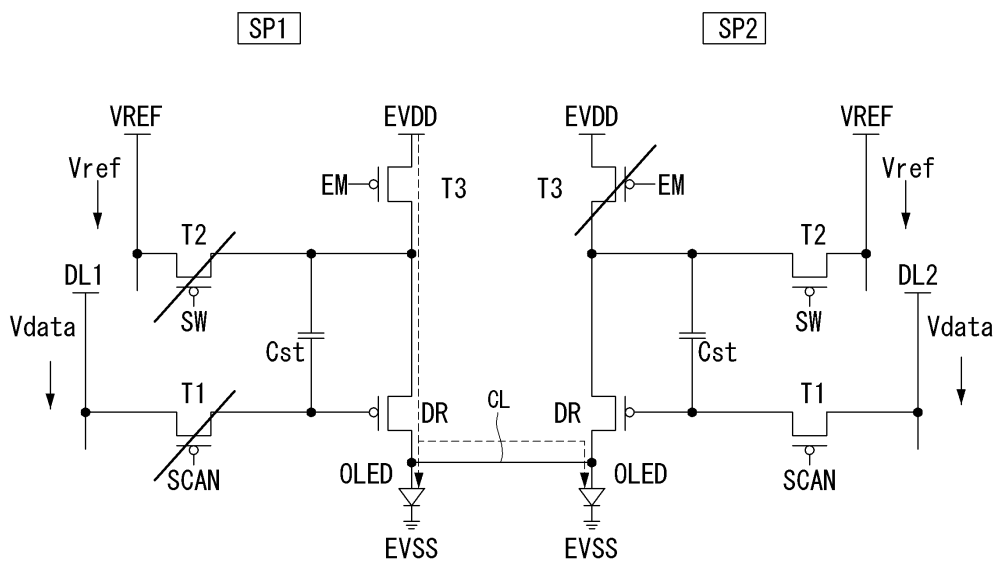 SP1 SP2
VREF EVDD EVDD VREF
Vref EM T3 T3 EM Vref
T2 T2
DL1 DL2
Vdata SW SW Vdata
Cst Cst
T1 DR CL DR T1
SCAN OLED OLED SCAN
EVSS EVSS